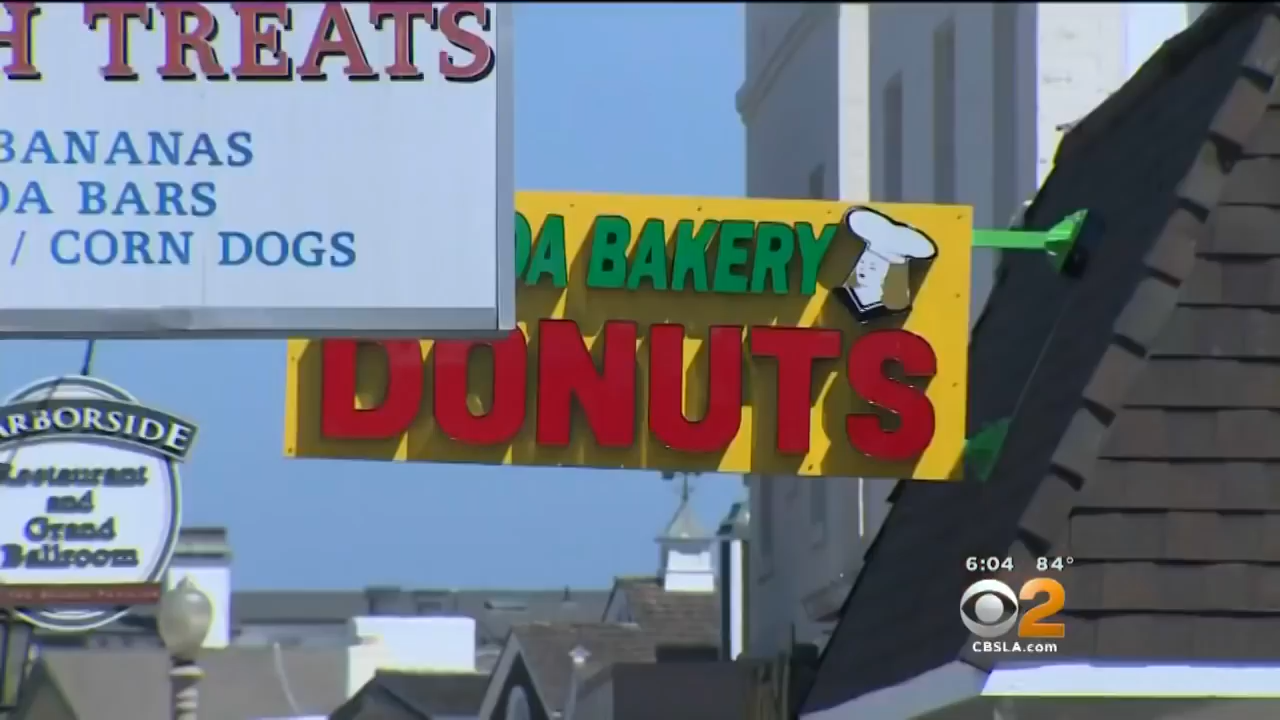 H TREATS
BANANAS
DA BARS
/ CORN DOGS
DA BAKERY
DONUTS
ARBORSIDE
Restaurant
and
Grand
Ballroom
6:04 84°
2
CBSLA.com